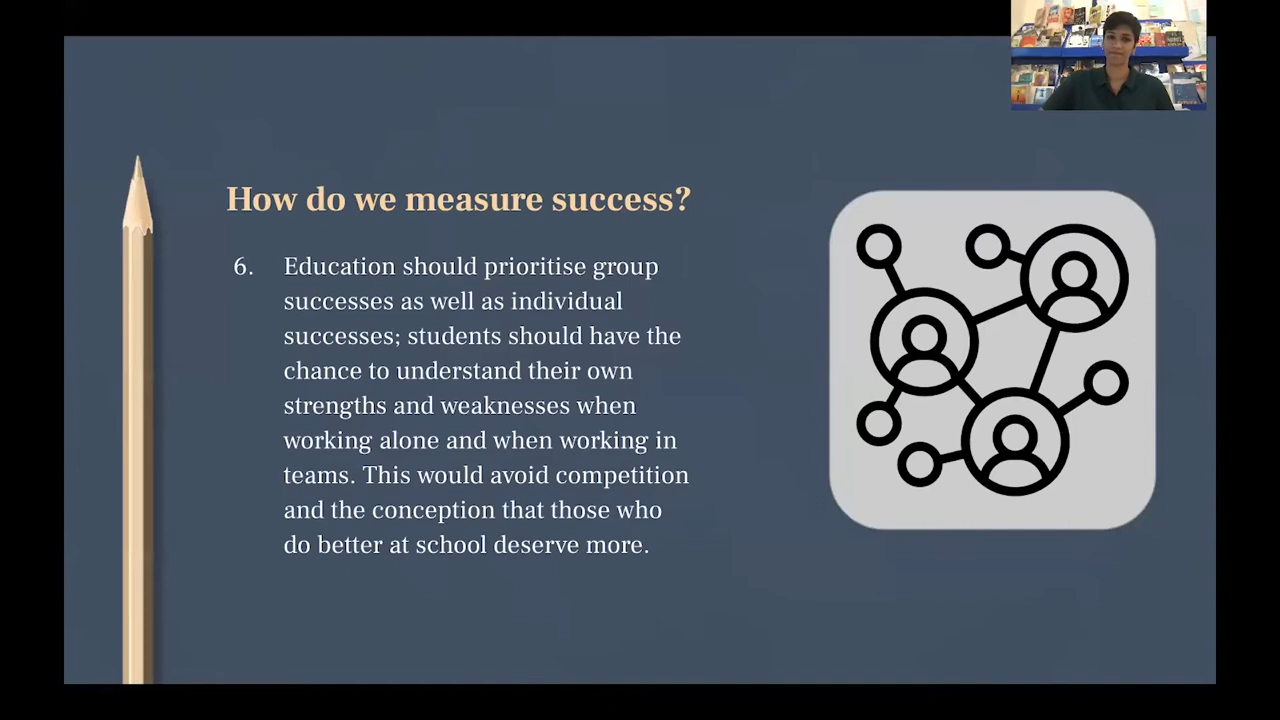 How do we measure success?
6. Education should prioritise group
successes as well as individual
successes; students should have the
chance to understand their own
strengths and weaknesses when
working alone and when working in
teams. This would avoid competition
and the conception that those who
do better at school deserve more.